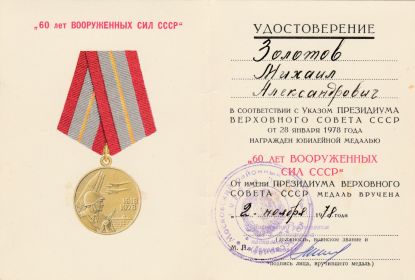 „60 лет ВООРУЖЕННЫХ СИЛ СССР“
1918
1978
УДОСТОВЕРЕНИЕ
Золотов
Михаил
Александрович
В СООТВЕТСТВИИ С УКАЗОМ ПРЕЗИДИУМА
ВЕРХОВНОГО СОВЕТА СССР
ОТ 28 ЯНВАРЯ 1978 ГОДА
НАГРАЖДЕН ЮБИЛЕЙНОЙ МЕДАЛЬЮ
„60 ЛЕТ ВООРУЖЕННЫХ
СИЛ СССР“
ОТ ИМЕНИ ПРЕЗИДИУМА ВЕРХОВНОГО
СОВЕТА СССР МЕДАЛЬ ВРУЧЕНА
„2“ ноября 1978 года
(должность, воинское звание и
М. П.
(подпись лица, вручившего медаль)